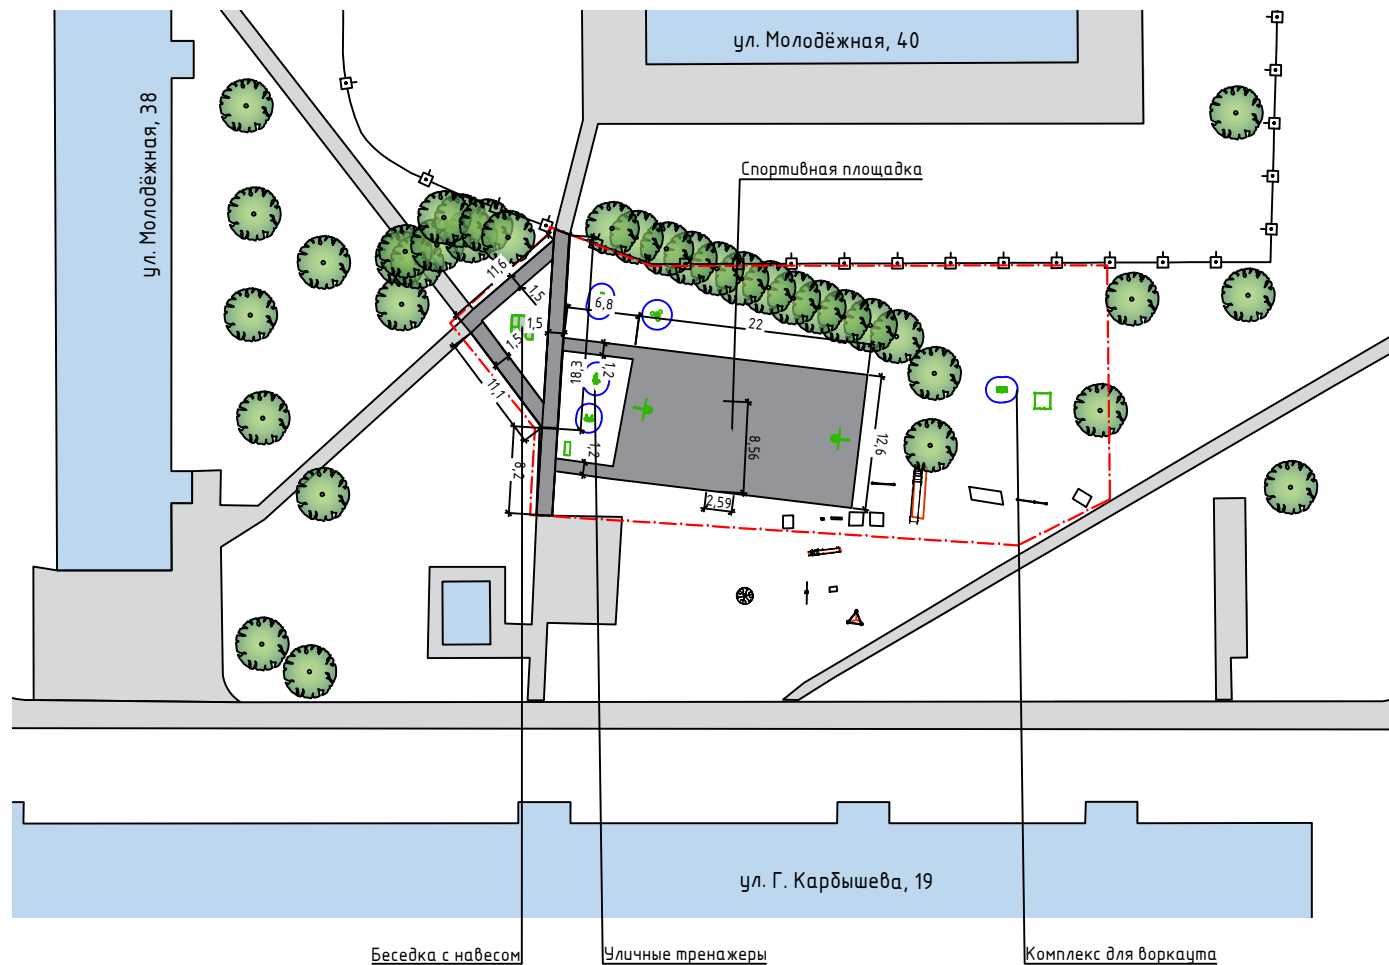 ул. Молодёжная, 40
ул. Молодёжная, 38
Спортивная площадка
11,6
1,5
6,8
22
1,5
1,5
18,3
1,2
11,1
8,56
12,6
1,2
8,2
2,59
ул. Г. Карбышева, 19
Беседка с навесом
Уличные тренажеры
Комплекс для воркаута